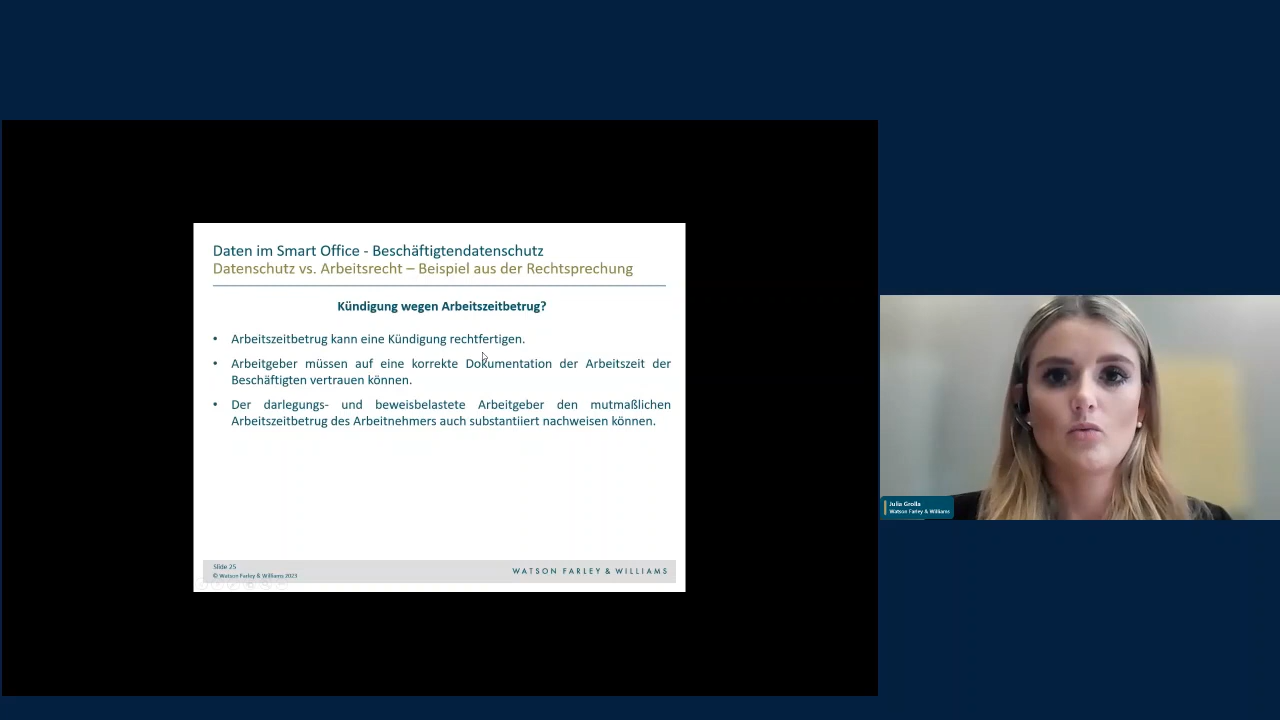 Daten im Smart Office - Beschäftigtendatenschutz
Datenschutz vs. Arbeitsrecht – Beispiel aus der Rechtsprechung
Kündigung wegen Arbeitszeitbetrug?
• Arbeitszeitbetrug kann eine Kündigung rechtfertigen.
• Arbeitgeber müssen auf eine korrekte Dokumentation der Arbeitszeit der
Beschäftigten vertrauen können.
• Der darlegungs- und beweisbelastete Arbeitgeber den mutmaßlichen
Arbeitszeitbetrug des Arbeitnehmers auch substantiiert nachweisen können.
Slide 25
© Watson Farley & Williams 2023
WATSON FARLEY & WILLIAMS
Julia Grolla
Watson Farley & Williams